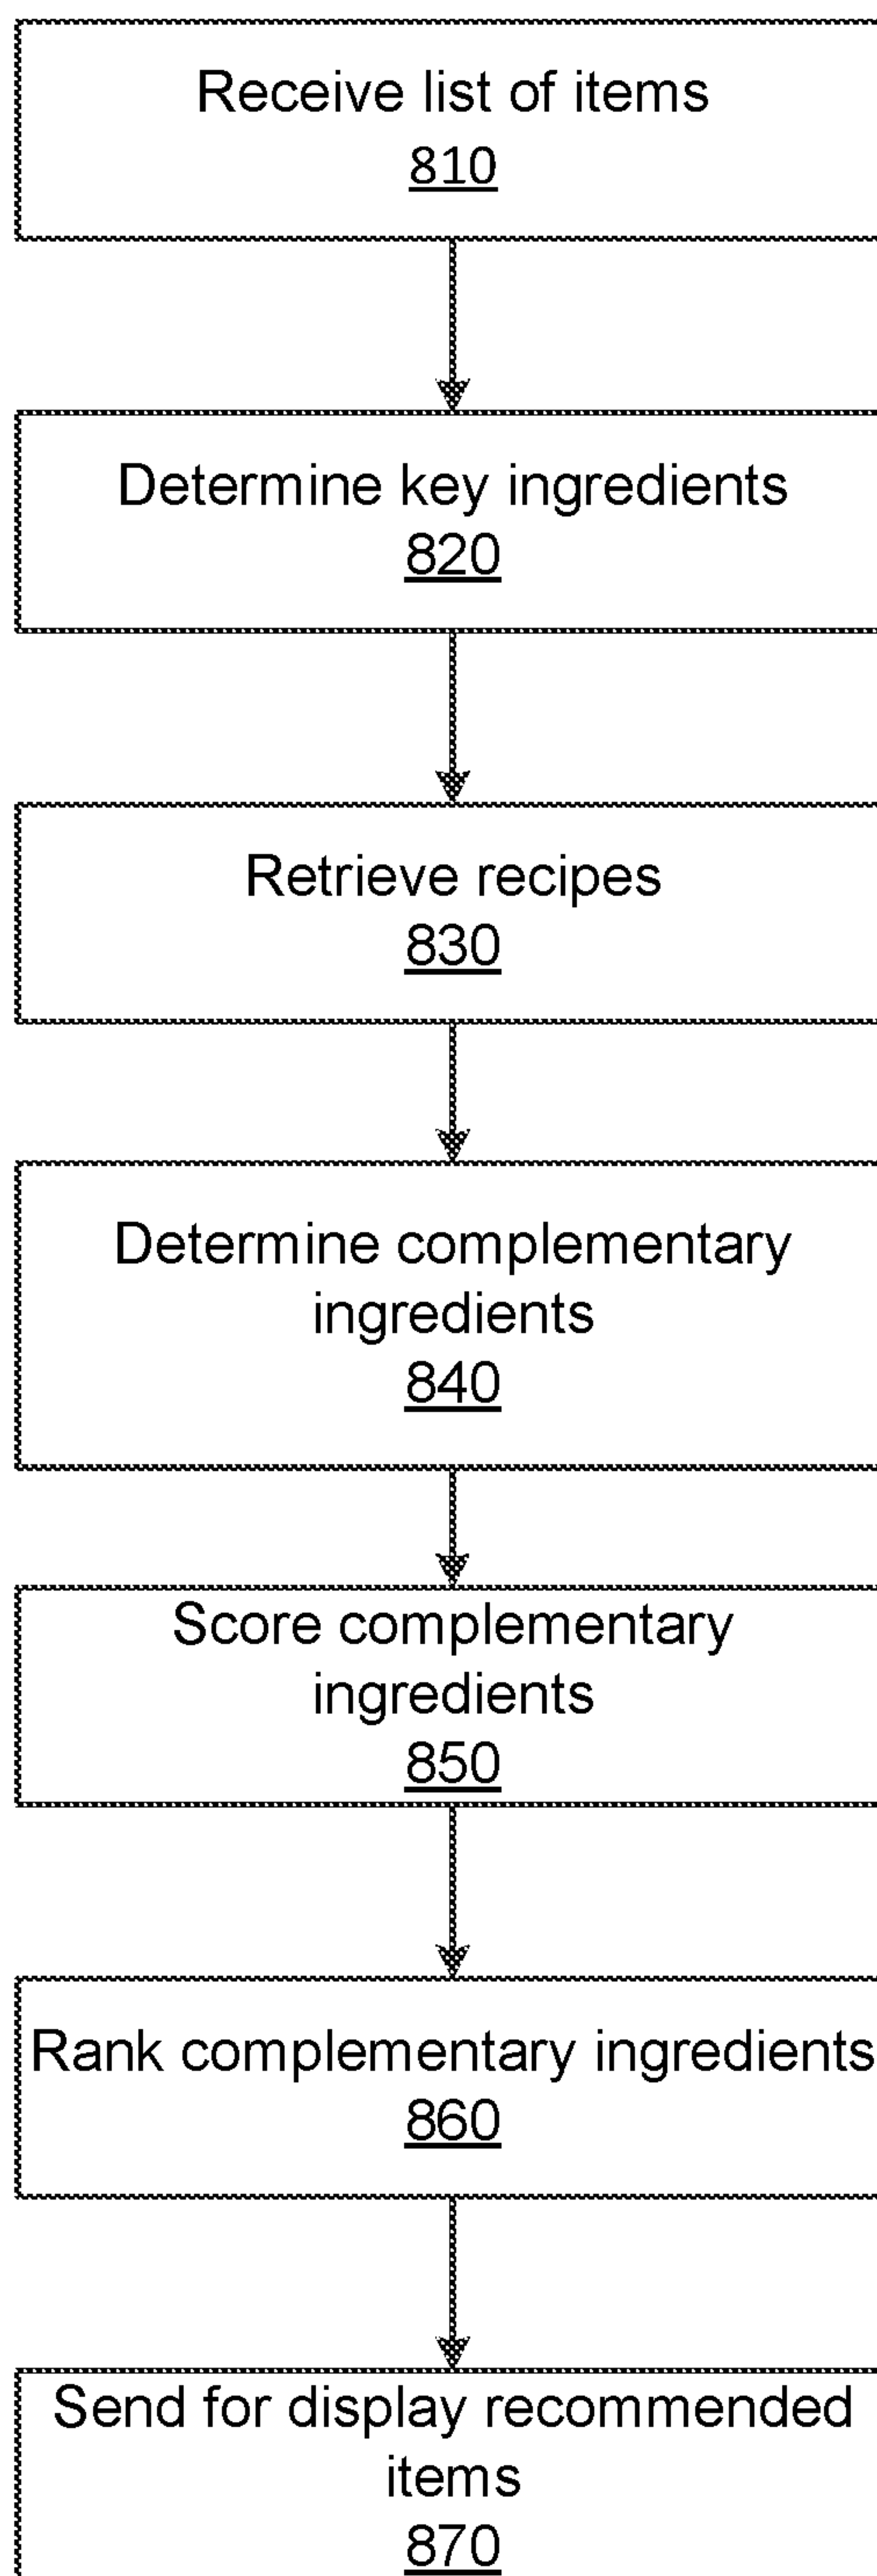 Receive list of items
810
Determine key ingredients
820
Retrieve recipes
830
Determine complementary
ingredients
840
Score complementary
ingredients
850
Rank complementary ingredients
860
Send for display recommended
items
870